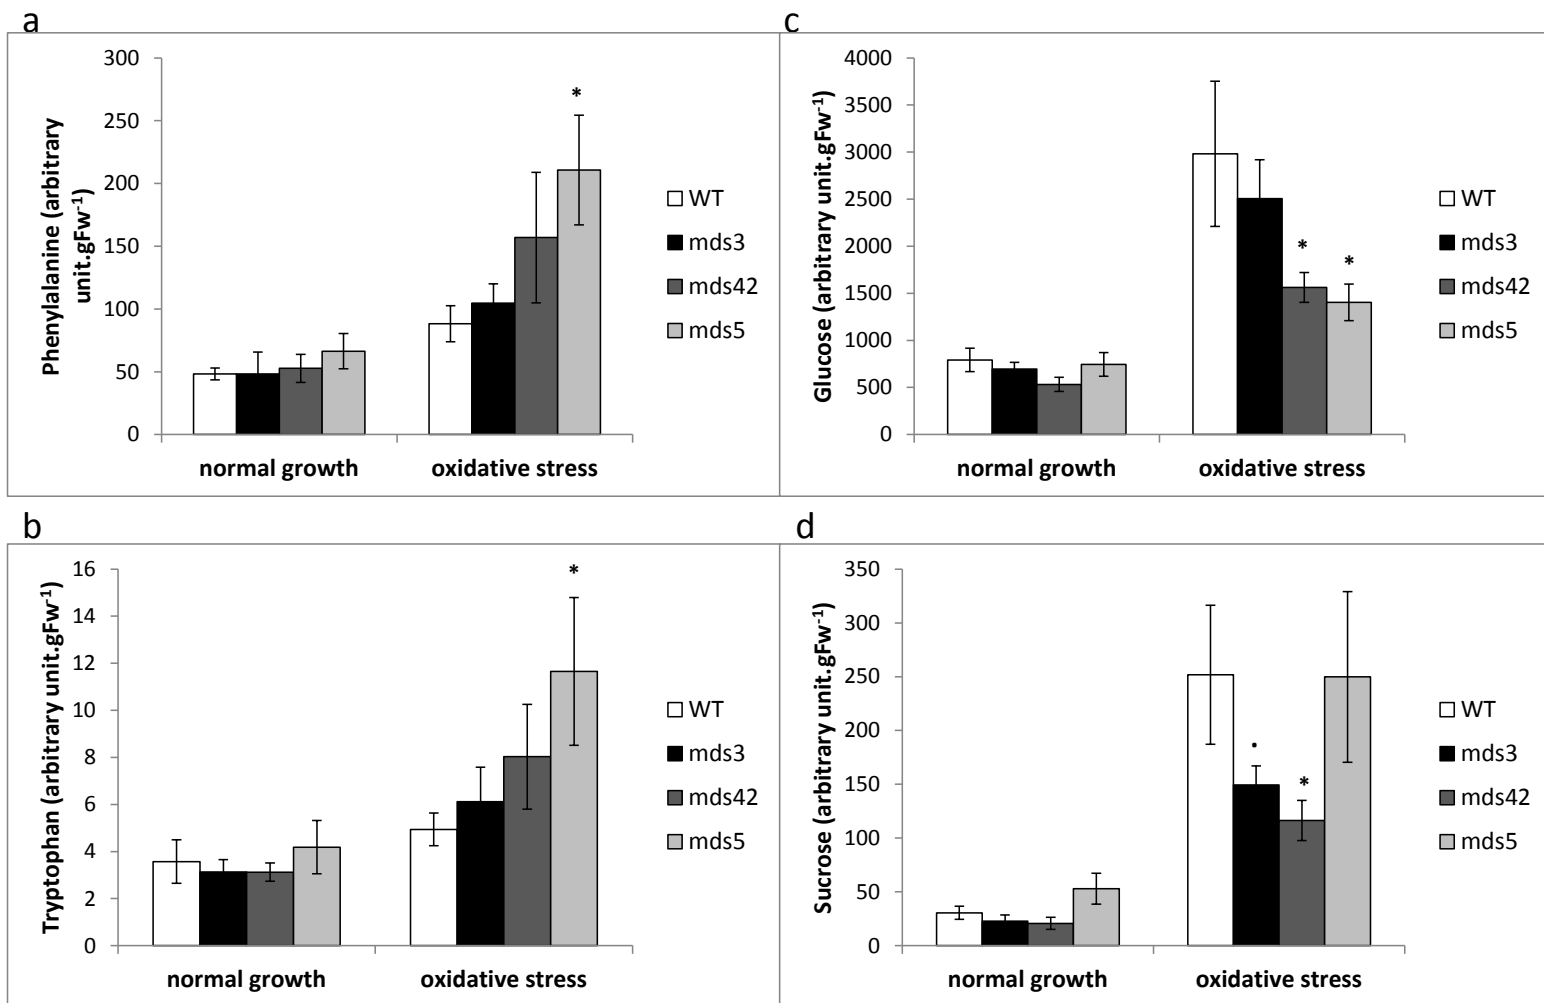 a
300
250
200
150
100
50
0
Phenylalanine (arbitrary
unit.gFw-1)
*
normal growth
oxidative stress
WT
mds3
mds42
mds5
c
4000
3500
3000
2500
2000
1500
1000
500
0
Glucose (arbitrary unit.gFw-1)
*
*
normal growth
oxidative stress
WT
mds3
mds42
mds5
b
16
14
12
10
8
6
4
2
0
Tryptophan (arbitrary unit.gFw-1)
*
normal growth
oxidative stress
WT
mds3
mds42
mds5
d
350
300
250
200
150
100
50
0
Sucrose (arbitrary unit.gFw-1)
.
*
normal growth
oxidative stress
WT
mds3
mds42
mds5